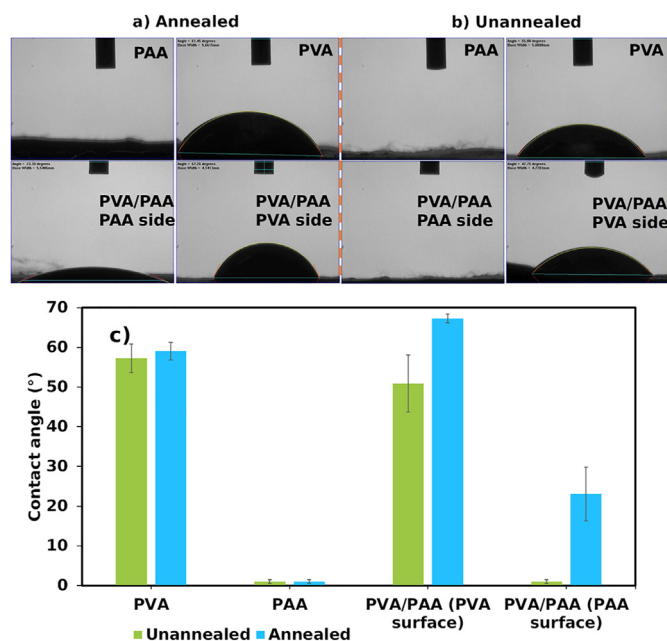 a) Annealed
b) Unannealed
PAA
PVA
PAA
PVA
PVA/PAA
PAA side
PVA/PAA
PVA side
PVA/PAA
PAA side
PVA/PAA
PVA side
c)
70
60
50
40
30
20
10
0
Contact angle (°)
PVA
PAA
PVA/PAA (PVA
surface)
PVA/PAA (PAA
surface)
Unannealed
Annealed